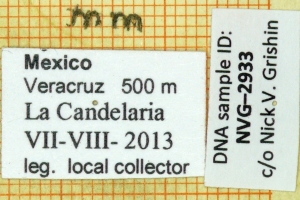 Mexico
Veracruz 500 m
La Candelaria
VII-VIII- 2013
leg. local collector
DNA sample ID:
NVG–2933
c/o Nick V. Grishin